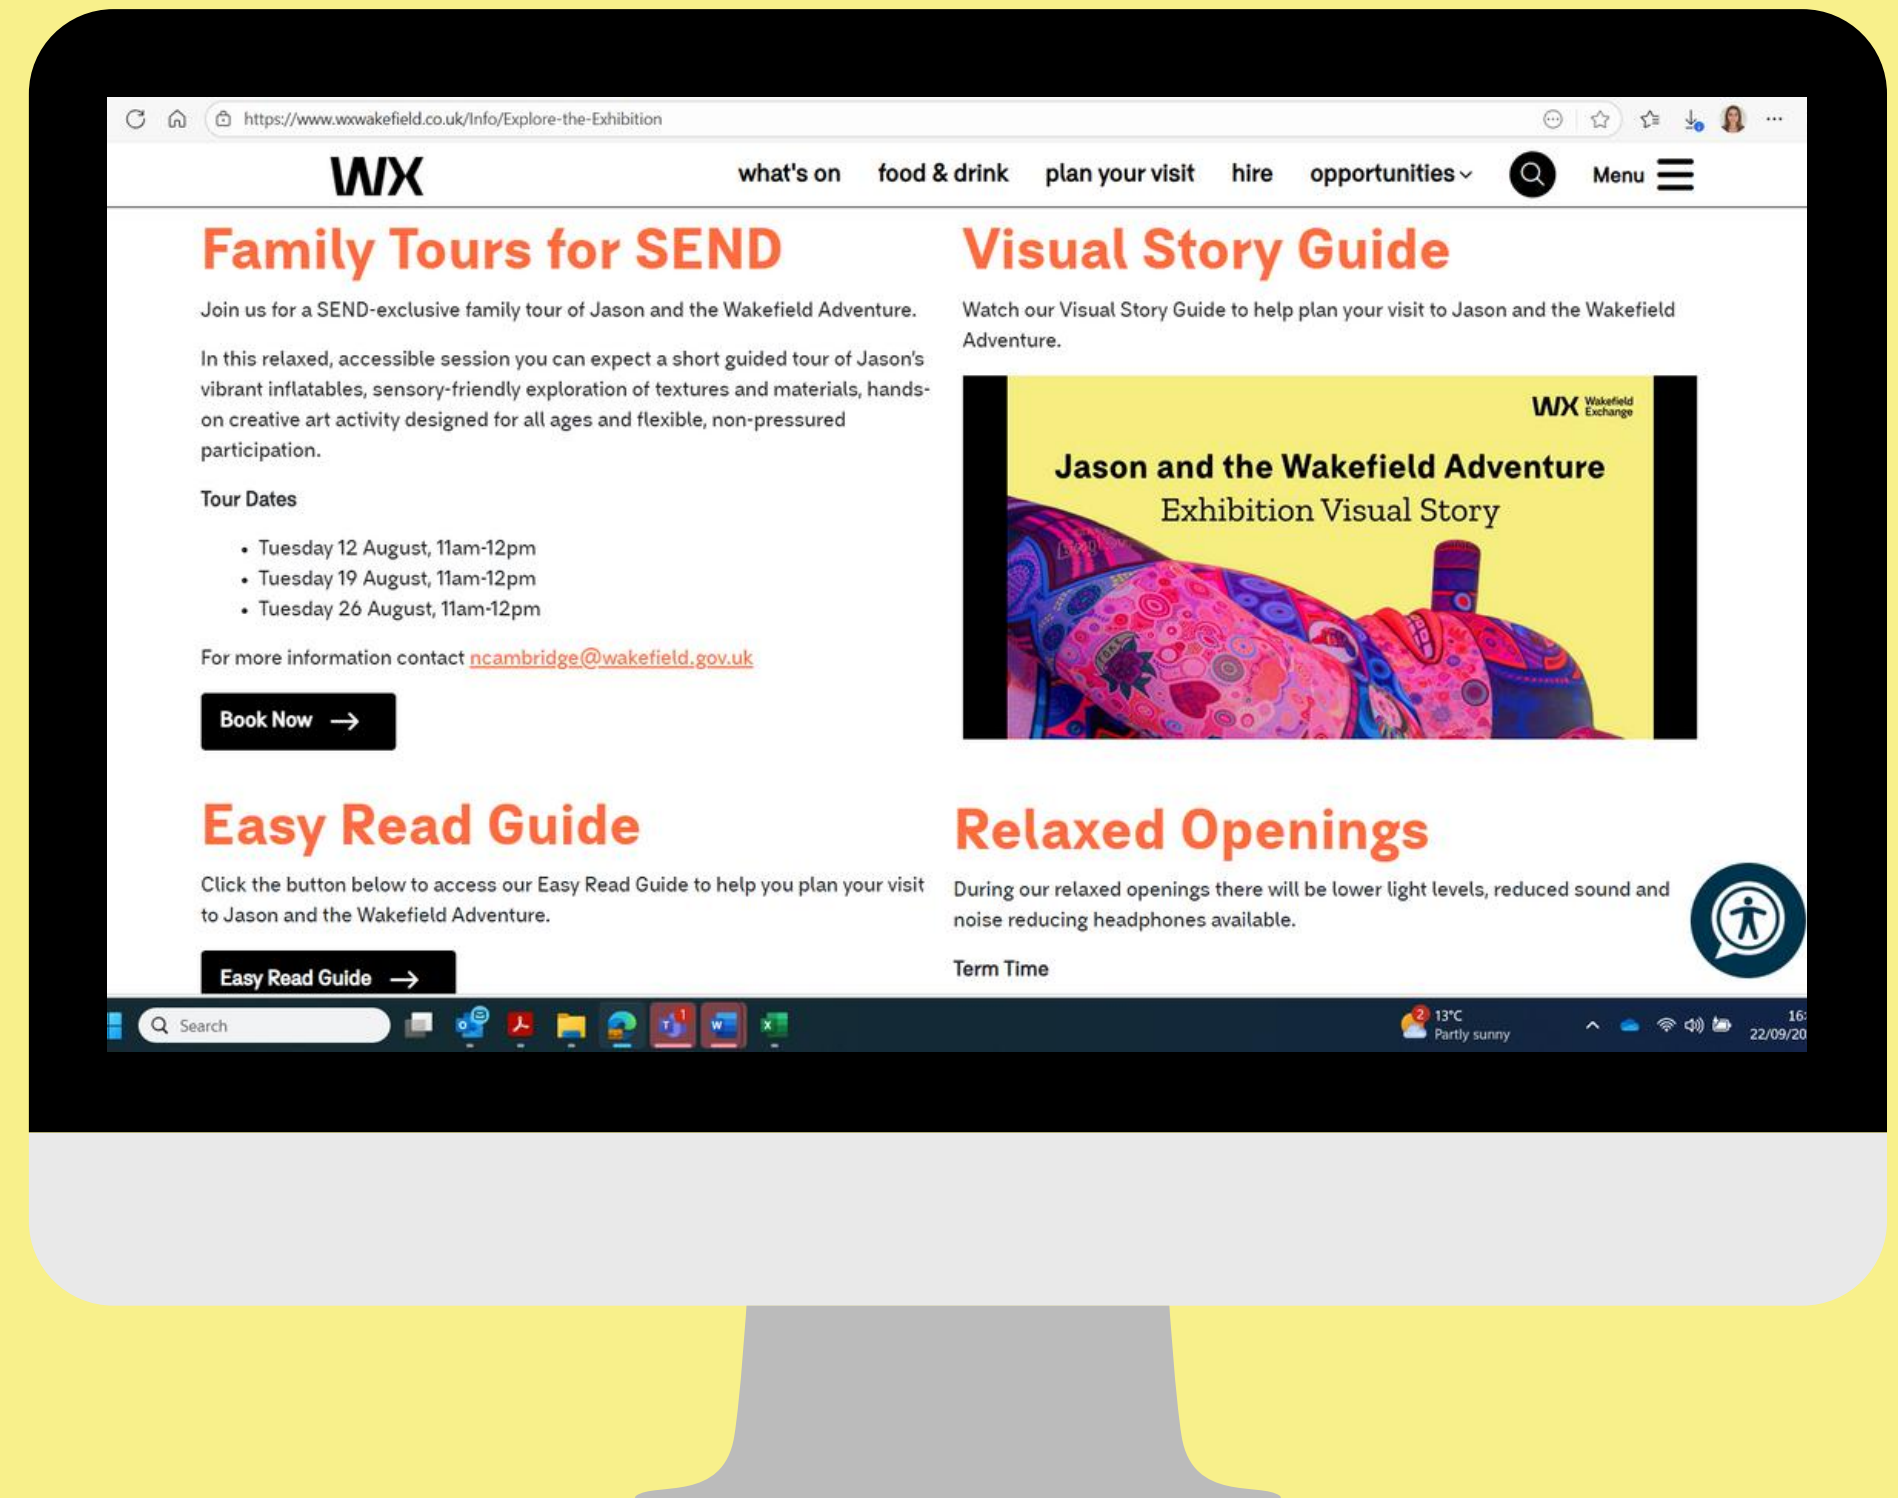 https://www.wxwakefield.co.uk/Info/Explore-the-Exhibition
WX
what's on
food & drink
plan your visit
hire
opportunities
Menu
Family Tours for SEND
Join us for a SEND-exclusive family tour of Jason and the Wakefield Adventure.
In this relaxed, accessible session you can expect a short guided tour of Jason's
vibrant inflatables, sensory-friendly exploration of textures and materials, hands-
on creative art activity designed for all ages and flexible, non-pressured
participation.
Tour Dates
• Tuesday 12 August, 11am-12pm
• Tuesday 19 August, 11am-12pm
• Tuesday 26 August, 11am-12pm
For more information contact ncambridge@wakefield.gov.uk
Book Now →
Visual Story Guide
Watch our Visual Story Guide to help plan your visit to Jason and the Wakefield
Adventure.
WX Wakefield
Exchange
Jason and the Wakefield Adventure
Exhibition Visual Story
Easy Read Guide
Click the button below to access our Easy Read Guide to help you plan your visit
to Jason and the Wakefield Adventure.
Easy Read Guide →
Relaxed Openings
During our relaxed openings there will be lower light levels, reduced sound and
noise reducing headphones available.
Term Time
Search
1
2
13°C
Partly sunny
16:
22/09/20